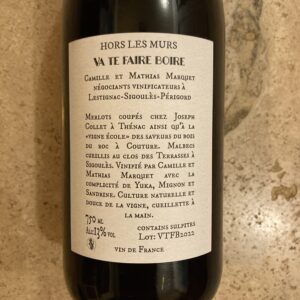 HORS LES MURS
VA TE FAIRE BOIRE
CAMILLE ET MATHIAS MARQUET
NÉGOCIANTS VINIFICATEURS À
LESTIGNAC-SIGOULÈS-PÉRIGORD
MERLOTS COUPÉS CHEZ JOSEPH
COLLET À THÉNAC AINSI QU'À LA
«VIGNE ÉCOLE» DES SAVEURS DU BOIS
DU ROC À COUTURE. MALBECS
CUEILLIS AU CLOS DES TERRASSES À
SIGOULÈS. VINIFIÉ PAR CAMILLE ET
MATHIAS MARQUET AVEC LA
COMPLICITÉ DE YUKA, MIGNON ET
SANDRINE. CULTURE NATURELLE ET
DOUCE DE LA VIGNE, CUEILLETTE À
LA MAIN.
750 ML
ALC.13% VOL
CONTAINS SULPITES
LOT: VTFB2022
VIN DE FRANCE